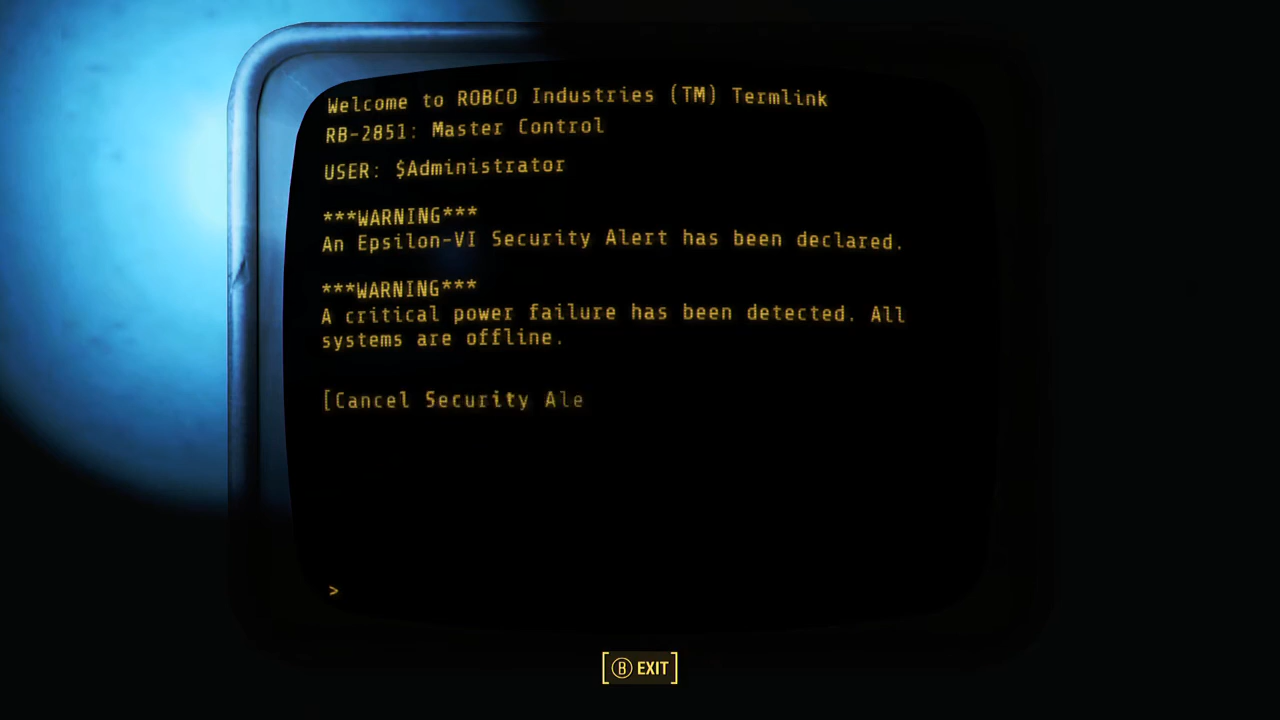 Welcome to ROBCO Industries (TM) Termlink
RB-2851: Master Control
USER: $Administrator
***WARNING***
An Epsilon-VI Security Alert has been declared.
***WARNING***
A critical power failure has been detected. All
systems are offline.
[Cancel Security Ale
>
Ⓑ EXIT